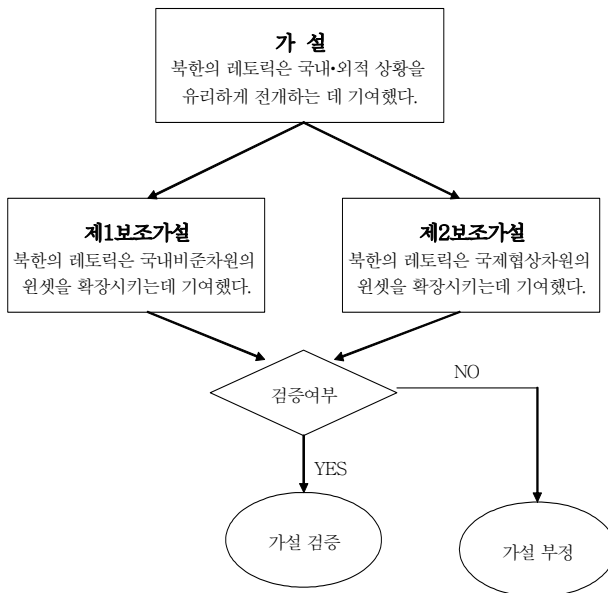 가 설
북한의 레토릭은 국내•외적 상황을
유리하게 전개하는 데 기여했다.
제1보조가설
북한의 레토릭은 국내비준차원의
윈셋을 확장시키는데 기여했다.
제2보조가설
북한의 레토릭은 국제협상차원의
윈셋을 확장시키는데 기여했다.
검증여부
NO
YES
가설 검증
가설 부정